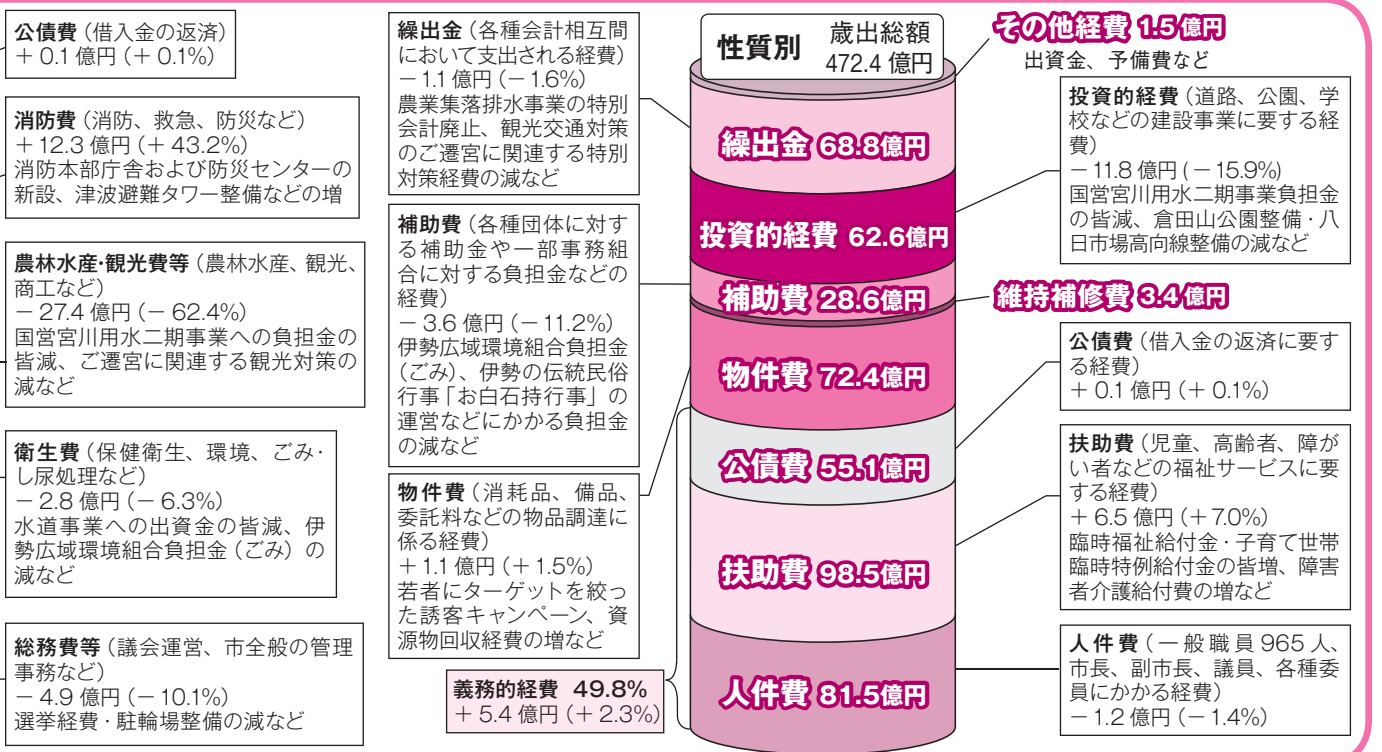 公債費（借入金の返済）
＋0.1億円（＋0.1%）
消防費（消防、救急、防災など）
＋12.3億円（＋43.2%）
消防本部庁舎および防災センターの
新設、津波避難タワー整備などの増
農林水産・観光費等（農林水産、観光、
商工など）
－27.4億円（－62.4%）
国営宮川用水二期事業への負担金の
皆減、ご遷宮に関連する観光対策の
減など
衛生費（保健衛生、環境、ごみ・
し尿処理など）
－2.8億円（－6.3%）
水道事業への出資金の皆減、伊
勢広域環境組合負担金（ごみ）の
減など
総務費等（議会運営、市全般の管理
事務など）
－4.9億円（－10.1%）
選挙経費・駐輪場整備の減など
繰出金（各種会計相互間
において支出される経費）
－1.1億円（－1.6%）
農業集落排水事業の特別
会計廃止、観光交通対策
のご遷宮に関連する特別
対策経費の減など
補助費（各種団体に対す
る補助金や一部事務組
合に対する負担金などの
経費）
－3.6億円（－11.2%）
伊勢広域環境組合負担金
（ごみ）、伊勢の伝統民俗
行事「お白石持行事」の
運営などにかかる負担金
の減など
物件費（消耗品、備品、
委託料などの物品調達に
係る経費）
＋1.1億円（＋1.5%）
若者にターゲットを絞っ
た誘客キャンペーン、資
源物回収経費の増など
義務的経費 49.8%
＋5.4億円（＋2.3%）
性質別 歳出総額
472.4億円
繰出金 68.8億円
投資的経費 62.6億円
補助費 28.6億円
物件費 72.4億円
公債費 55.1億円
扶助費 98.5億円
人件費 81.5億円
その他経費 1.5億円
出資金、予備費など
投資的経費（道路、公園、学
校などの建設事業に要する経
費）
－11.8億円（－15.9%）
国営宮川用水二期事業負担金
の皆減、倉田山公園整備・八
日市場高向線整備の減など
維持補修費 3.4億円
公債費（借入金の返済に要す
る経費）
＋0.1億円（＋0.1%）
扶助費（児童、高齢者、障が
い者などの福祉サービスに要
する経費）
＋6.5億円（＋7.0%）
臨時福祉給付金・子育て世帯
臨時特例給付金の皆増、障害
者介護給付費の増など
人件費（一般職員965人、
市長、副市長、議員、各種委
員にかかる経費）
－1.2億円（－1.4%）